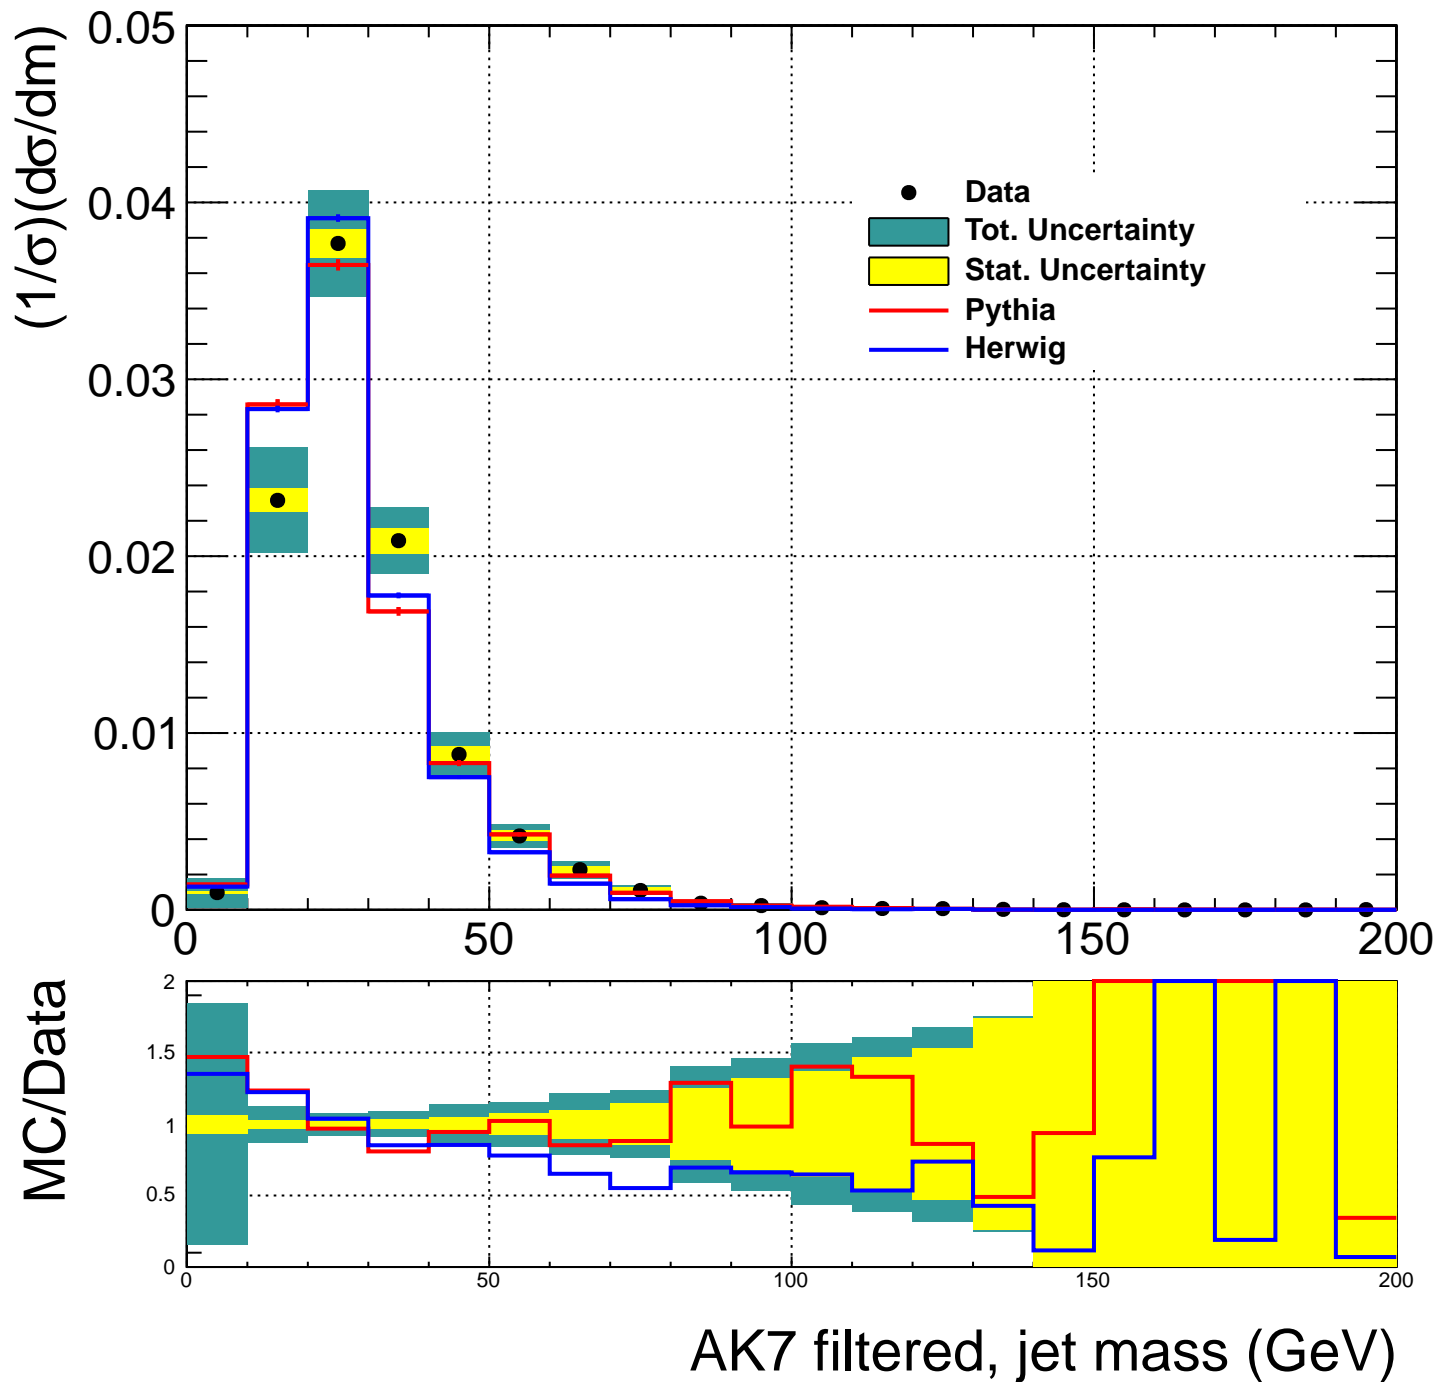 (1/σ)(dσ/dm)
0.05
0.04
0.03
0.02
0.01
0
Data
Tot. Uncertainty
Stat. Uncertainty
Pythia
Herwig
0 50 100 150 200
MC/Data
2
1.5
1
0.5
0
0 50 100 150 200
AK7 filtered, jet mass (GeV)